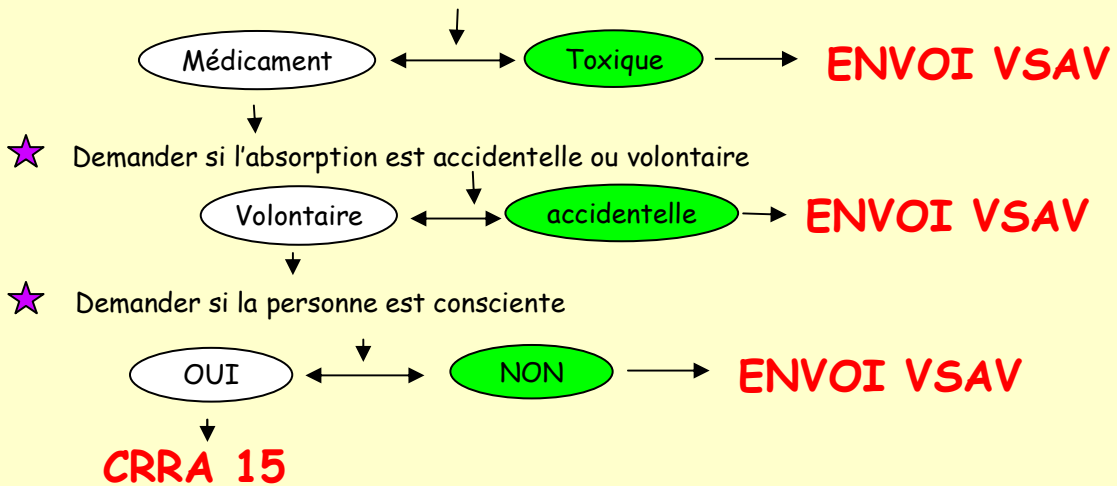 Médicament Toxique ENVOI VSAV
Demander si l'absorption est accidentelle ou volontaire
Volontaire accidentelle ENVOI VSAV
Demander si la personne est consciente
OUI NON ENVOI VSAV
CRRA 15